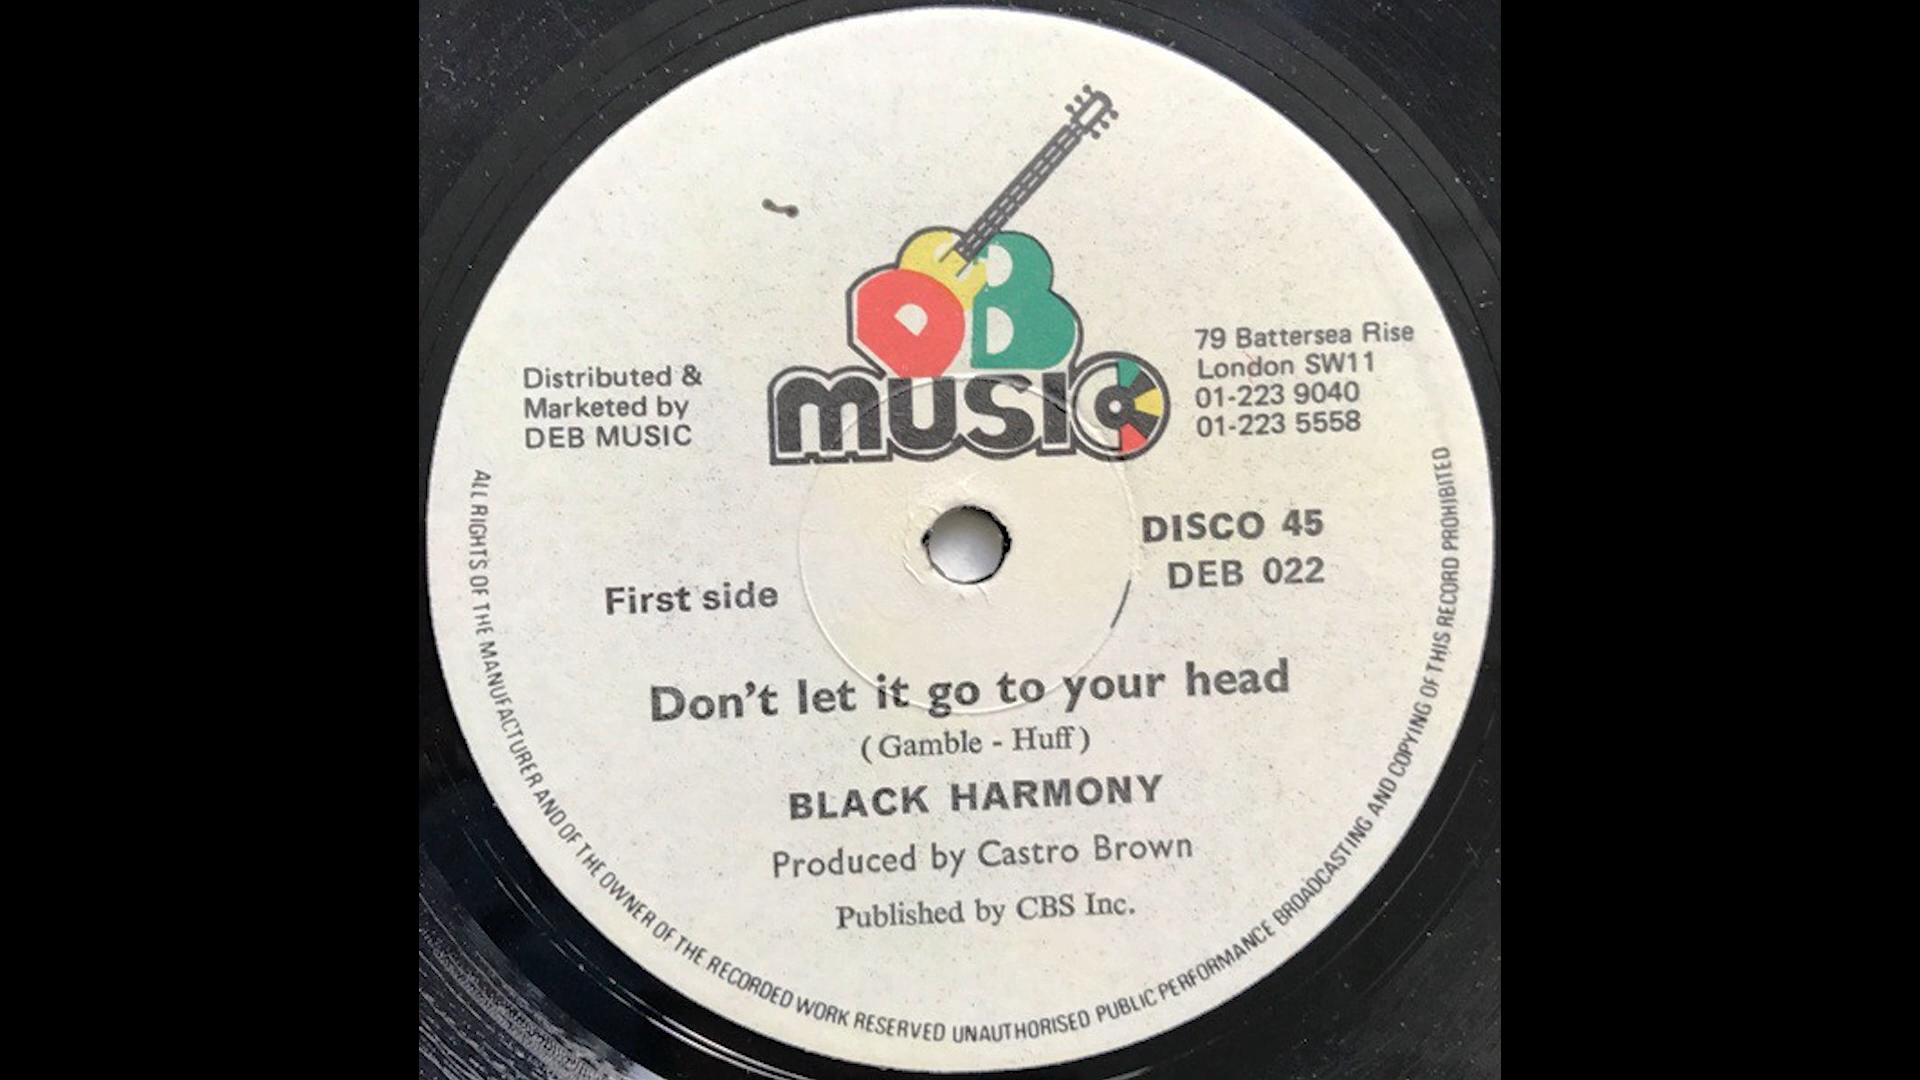 DEB
MUSIC
Distributed &
Marketed by
DEB MUSIC
79 Battersea Rise
London SW11
01-223 9040
01-223 5558
DISCO 45
DEB 022
First side
Don't let it go to your head
(Gamble - Huff)
BLACK HARMONY
Produced by Castro Brown
Published by CBS Inc.
ALL RIGHTS OF THE MANUFACTURER AND OF THE OWNER OF THE RECORDED WORK RESERVED UNAUTHORISED PUBLIC PERFORMANCE BROADCASTING AND COPYING OF THIS RECORD PROHIBITED